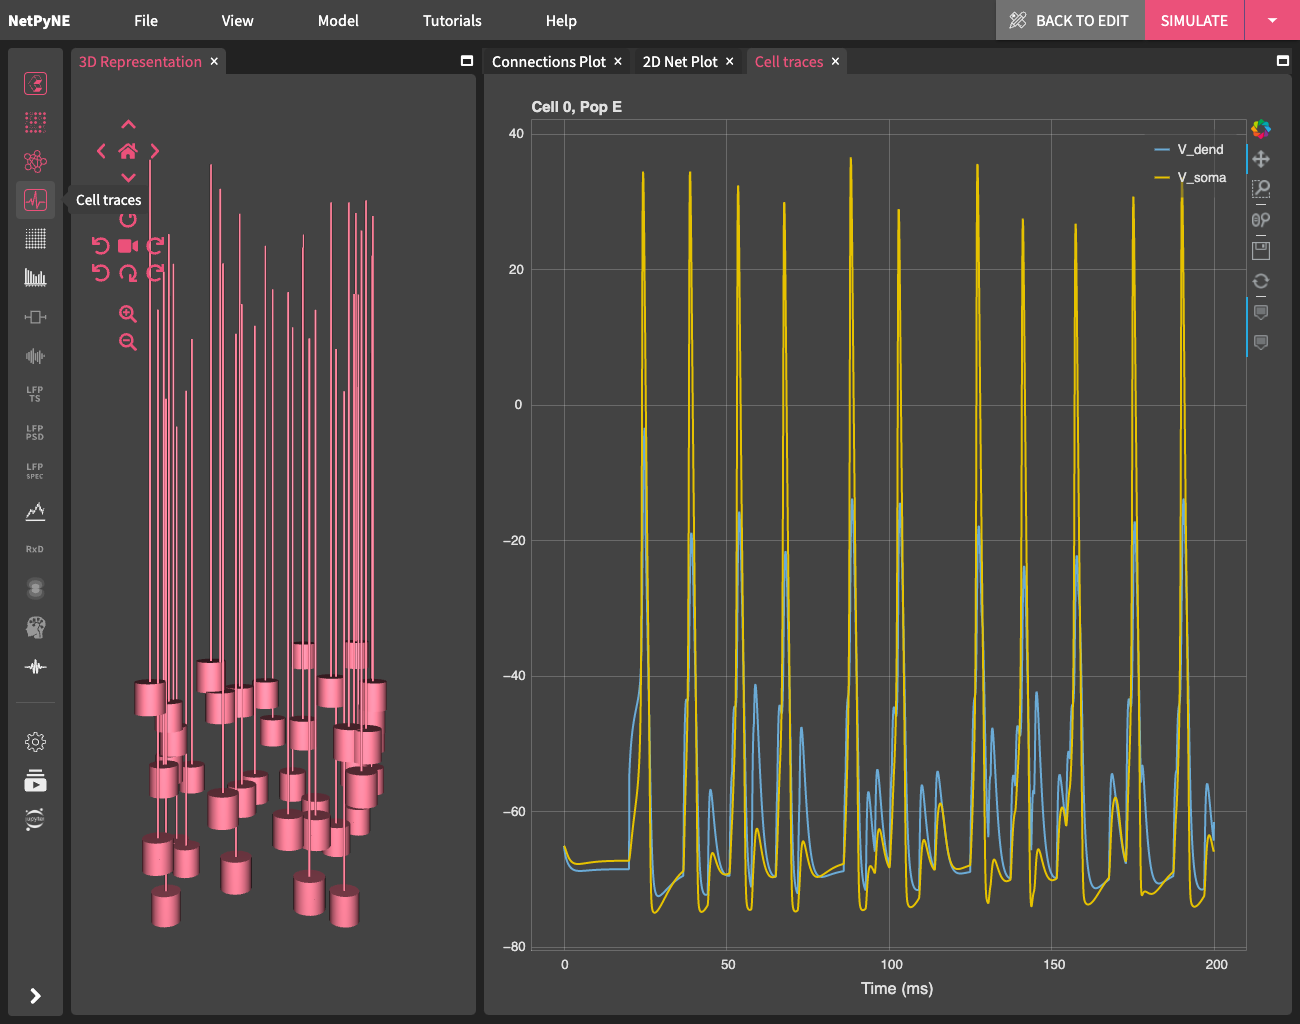 NetPyNE File View Model Tutorials Help BACK TO EDIT SIMULATE
3D Representation × Connections Plot × 2D Net Plot × Cell traces ×
Cell traces
LFP
TS
LFP
PSD
LFP
SPEC
RxD
jupyter
Cell 0, Pop E
40
20
0
−20
−40
−60
−80
V_dend
V_soma
0 50 100 150 200
Time (ms)